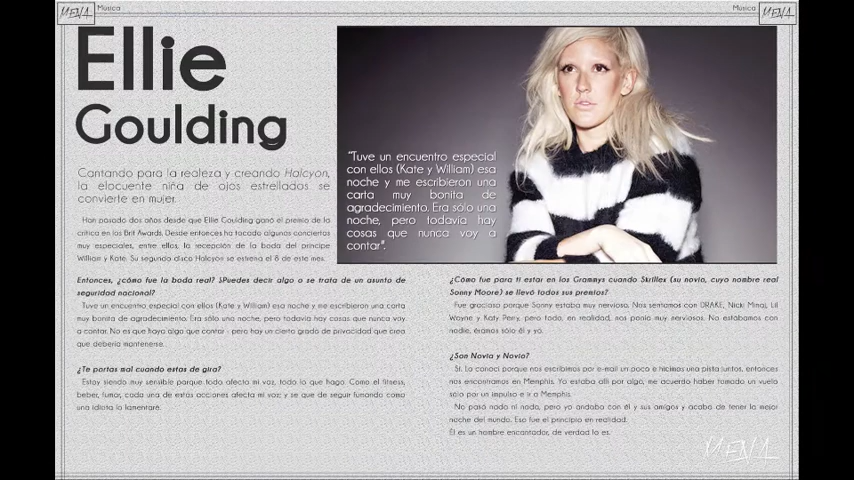 MENA
Música
Música
MENA
Ellie
Goulding
Cantando para la realeza y creando Halcyon,
la elocuente niña de ojos estrellados se
convierte en mujer.
Han pasado dos años desde que Ellie Goulding ganó el premio de la
crítica en los Brit Awards. Desde entonces ha tocado algunos conciertos
muy especiales, entre ellos, la recepción de la boda del príncipe
William y Kate. Su segundo disco Halcyon se estrena el 8 de este mes.
"Tuve un encuentro especial
con ellos (Kate y William) esa
noche y me escribieron una
carta muy bonita de
agradecimiento. Era sólo una
noche, pero todavía hay
cosas que nunca voy a
contar".
Entonces, ¿cómo fue la boda real? ¿Puedes decir algo o se trata de un asunto de
seguridad nacional?
Tuve un encuentro especial con ellos (Kate y William) esa noche y me escribieron una carta
muy bonita de agradecimiento. Era sólo una noche, pero todavía hay cosas que nunca voy
a contar. No es que haya algo que contar - pero hay un cierto grado de privacidad que creo
que debería mantenerse.
¿Te portas mal cuando estas de gira?
Estoy siendo muy sensible porque todo afecta mi voz, todo lo que hago. Como el fitness,
beber, fumar, cada una de estas acciones afecta mi voz; y se que de seguir fumando como
una idiota lo lamentaré.
¿Cómo fue para ti estar en los Grammys cuando Skrillex (su novio, cuyo nombre real
Sonny Moore) se llevó todos sus premios?
Fue gracioso porque Sonny estaba muy nervioso. Nos sentamos con DRAKE, Nicki Minaj, Lil
Wayne y Katy Perry, pero todo, en realidad, nos ponía muy nerviosos. No estábamos con
nadie, éramos sólo él y yo.
¿Son Novia y Novio?
Sí. Lo conocí porque nos escribimos por e-mail un poco e hicimos una pista juntos, entonces
nos encontramos en Memphis. Yo estaba allí por algo, me acuerdo haber tomado un vuelo
sólo por un impulso e ir a Memphis.
No pasó nada ni nada, pero yo andaba con él y sus amigos y acaba de tener la mejor
noche del mundo. Eso fue el principio en realidad.
Él es un hombre encantador, de verdad lo es.
MENA